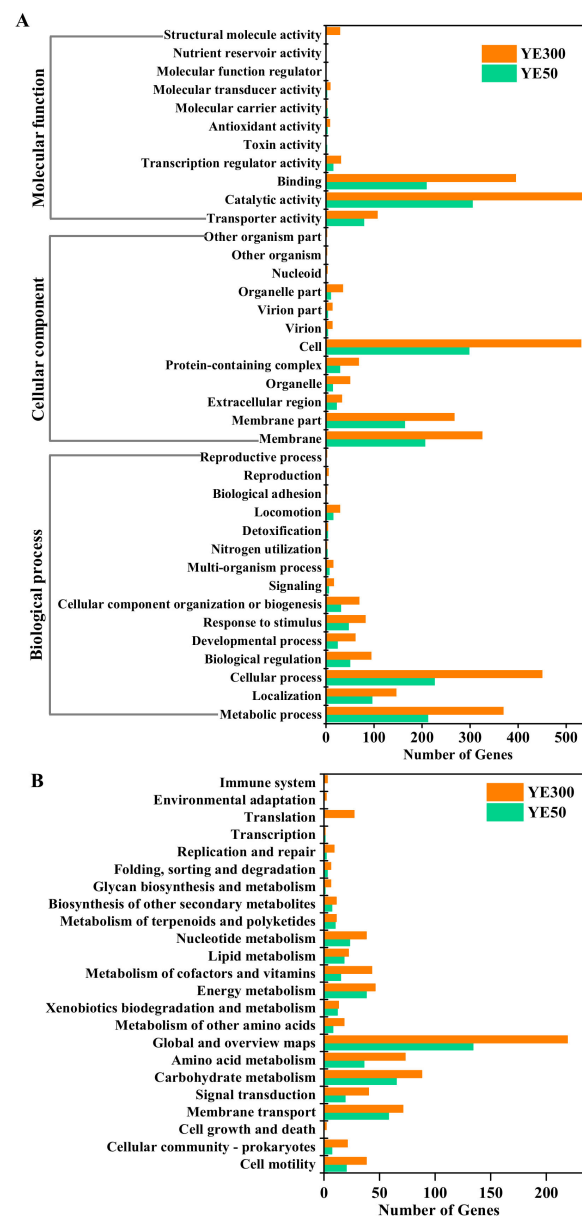 A
Structural molecule activity
Nutrient reservoir activity
Molecular function regulator
Molecular transducer activity
Molecular carrier activity
Antioxidant activity
Toxin activity
Transcription regulator activity
Binding
Catalytic activity
Transporter activity
Other organism part
Other organism
Nucleoid
Organelle part
Virion part
Virion
Cell
Protein-containing complex
Organelle
Extracellular region
Membrane part
Membrane
Reproductive process
Reproduction
Biological adhesion
Locomotion
Detoxification
Nitrogen utilization
Multi-organism process
Signaling
Cellular component organization or biogenesis
Response to stimulus
Developmental process
Biological regulation
Cellular process
Localization
Metabolic process
Molecular function
Cellular component
Biological process
YE300
YE50
0 100 200 300 400 500
Number of Genes
B
Immune system
Environmental adaptation
Translation
Transcription
Replication and repair
Folding, sorting and degradation
Glycan biosynthesis and metabolism
Biosynthesis of other secondary metabolites
Metabolism of terpenoids and polyketides
Nucleotide metabolism
Lipid metabolism
Metabolism of cofactors and vitamins
Energy metabolism
Xenobiotics biodegradation and metabolism
Metabolism of other amino acids
Global and overview maps
Amino acid metabolism
Carbohydrate metabolism
Signal transduction
Membrane transport
Cell growth and death
Cellular community - prokaryotes
Cell motility
YE300
YE50
0 50 100 150 200
Number of Genes